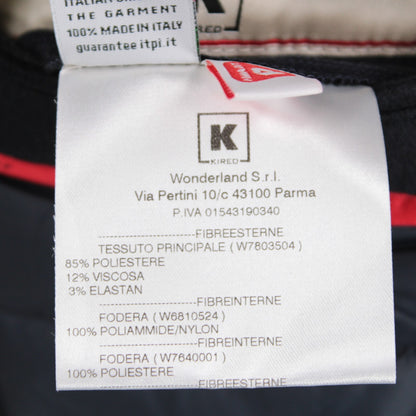 THE GARMENT
100% MADE IN ITALY
guarantee itpi.it
K
RED
K
KIRED
Wonderland S.r.l.
Via Pertini 10/c 43100 Parma
P.IVA 01543190340
--------------------------FIBREESTERNE
TESSUTO PRINCIPALE ( W7803504 )
85% POLIESTERE
12% VISCOSA
3% ELASTAN
--------------------------FIBREINTERNE
FODERA ( W6810524 )
100% POLIAMMIDE/NYLON
--------------------------FIBREINTERNE
FODERA ( W7640001 )
100% POLIESTERE